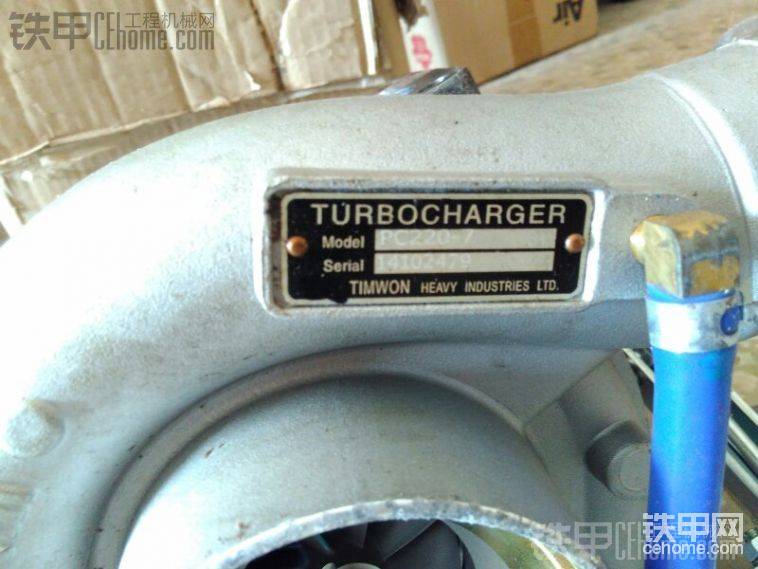 铁甲CEhome.com
工程机械网
Air
TURBOCHARGER
Model PC220-7
Serial 14102479
TIMWON HEAVY INDUSTRIES LTD.
铁甲网
cehome.com